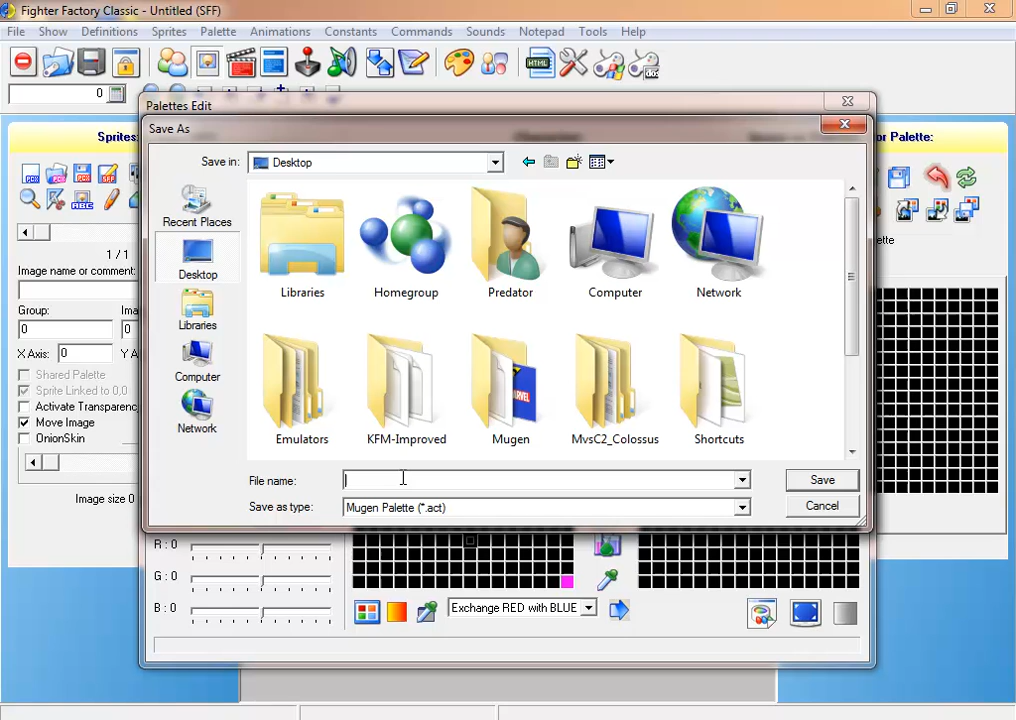 Fighter Factory Classic - Untitled (SFF)
File Show Definitions Sprites Palette Animations Constants Commands Sounds Notepad Tools Help
0
Palettes Edit
Save As
Sprites:
or Palette:
Save in: Desktop
Recent Places
Desktop
Libraries
Computer
Network
Libraries Homegroup Predator Computer Network
Emulators KFM-Improved Mugen MvsC2_Colossus Shortcuts
File name:
Save
Save as type: Mugen Palette (*.act)
Cancel
1 / 1
Image name or comment:
Group: Ima
0 0
X Axis: 0 Y A
Shared Palette
Sprite Linked to 0,0
Activate Transparency
Move Image
OnionSkin
Image size 0
ette
R : 0
G : 0
B : 0
Exchange RED with BLUE